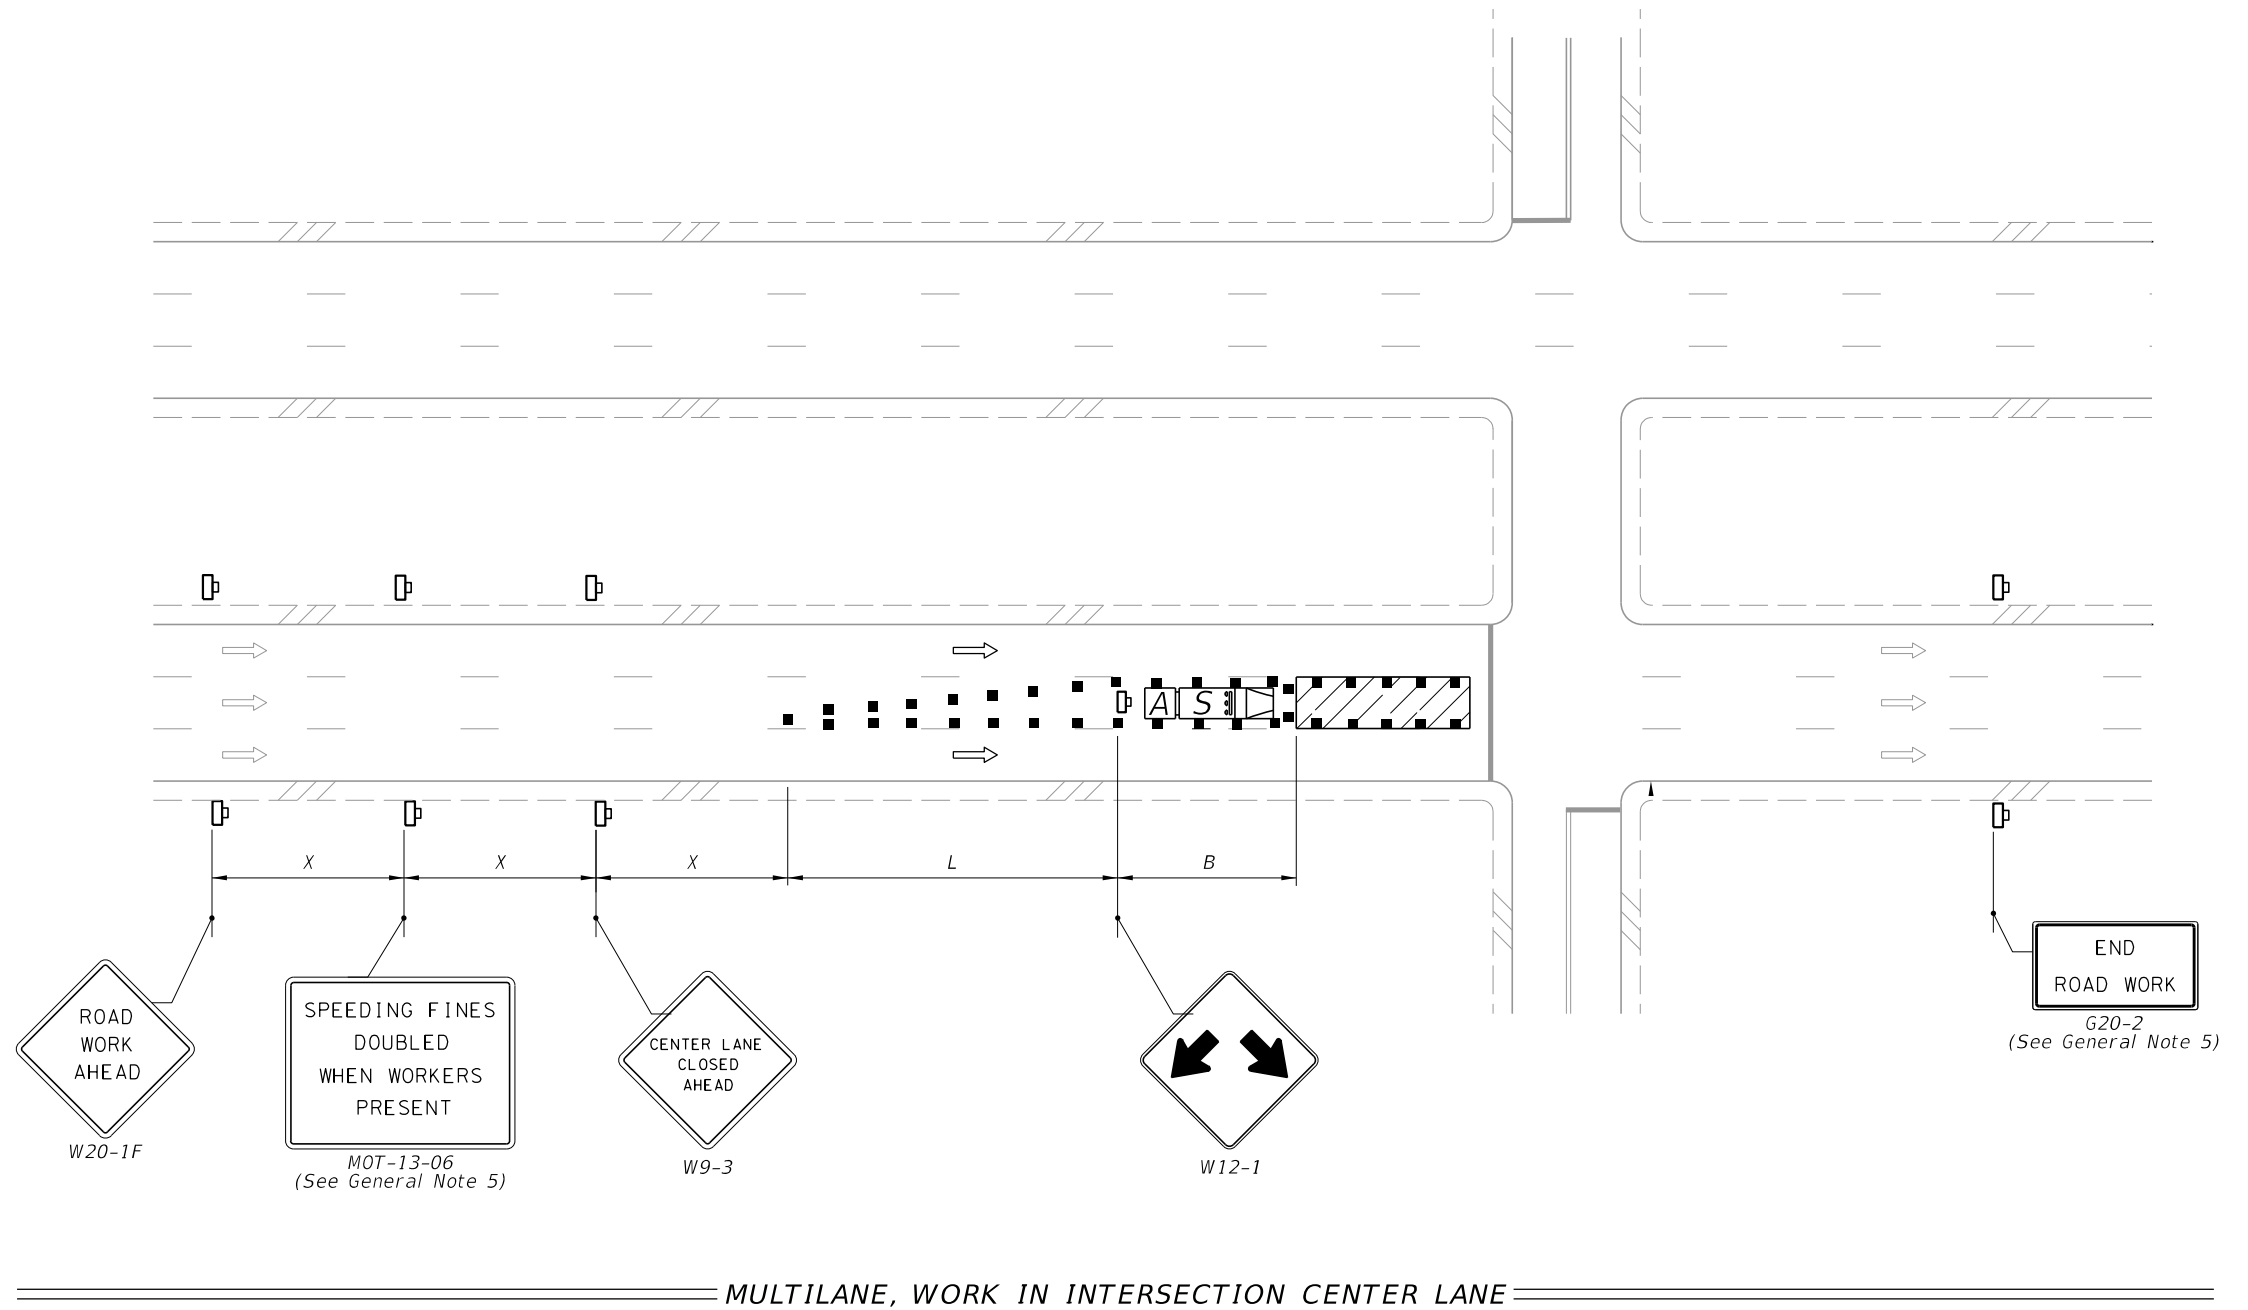 A S
X X X L B
ROAD
WORK
AHEAD
W20-1F
SPEEDING FINES
DOUBLED
WHEN WORKERS
PRESENT
MOT-13-06
(See General Note 5)
CENTER LANE
CLOSED
AHEAD
W9-3
W12-1
END
ROAD WORK
G20-2
(See General Note 5)
MULTILANE, WORK IN INTERSECTION CENTER LANE